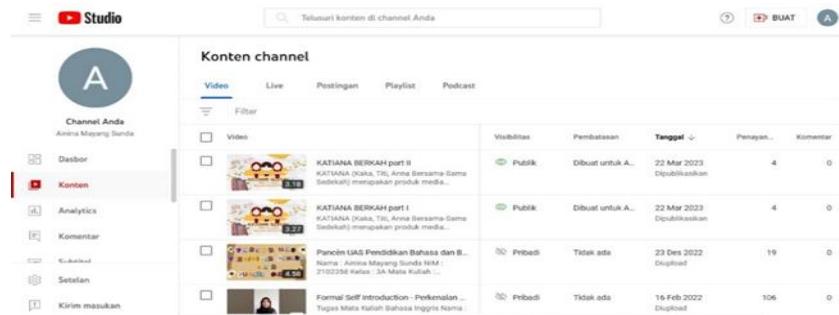 Studio
Telusuri konten di channel Anda
BUAT
A
A
Channel Anda
Amina Mayang Sunda
Dasbor
Konten
Analytics
Komentar
Setelan
Kirim masukan
Konten channel
Video Live Postingan Playlist Podcast
Filter
Video Visibilitas Pembatasan Tanggal ↓ Penayan... Komentar
3.18
KATIANA BERKAH part II
KATIANA (Kaka, Titi, Anna Bersama-Sama
Sedekah) merupakan produk media...
Publik Dibuat untuk A... 22 Mar 2023 4 0
Dipublikasikan
3.27
KATIANA BERKAH part I
KATIANA (Kaka, Titi, Anna Bersama-Sama
Sedekah) merupakan produk media...
Publik Dibuat untuk A... 22 Mar 2023 4 0
Dipublikasikan
4.56
Pancén UAS Pendidikan Bahasa dan B...
Nama : Amina Mayang Sunda NIM :
2102358 Kelas : 3A Mata Kuliah :...
Pribadi Tidak ada 23 Des 2022 19 0
Diupload
Formal Self Introduction - Perkenalan ...
Tugas Mata Kuliah Bahasa Inggris Nama :
Pribadi Tidak ada 16 Feb 2022 106 0
Diupload